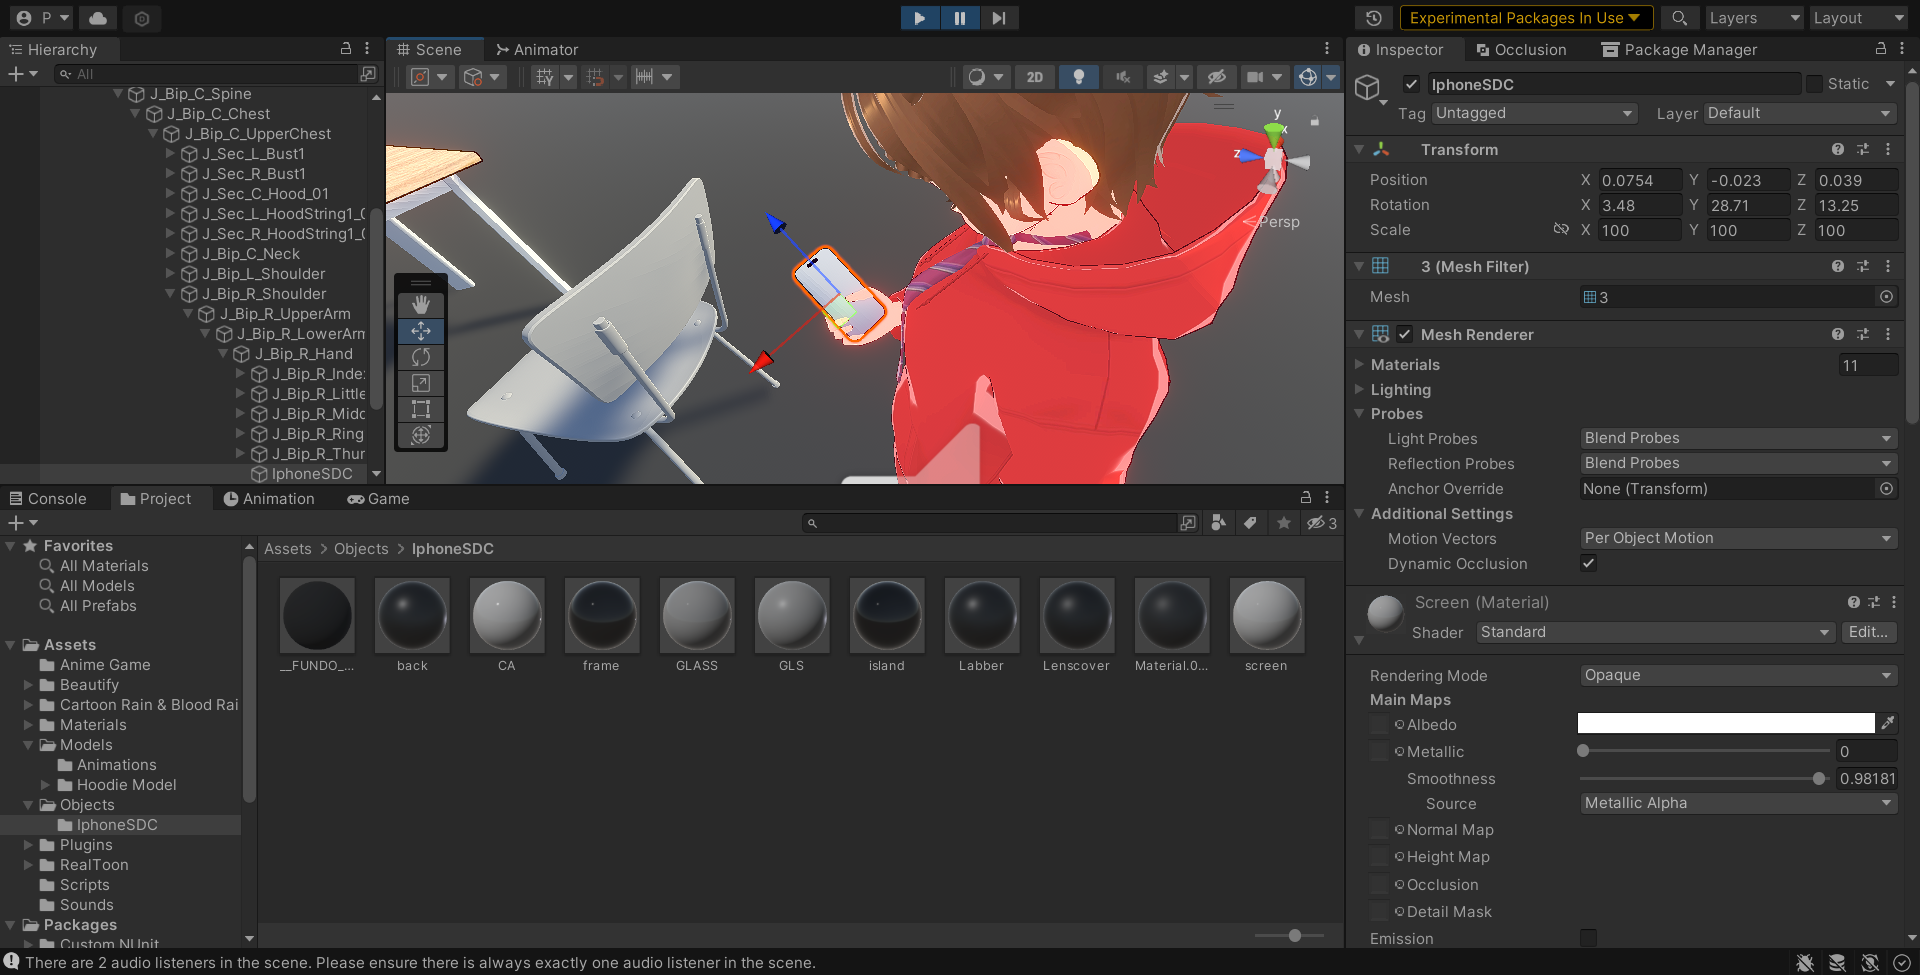 P
Experimental Packages In Use
Layers
Layout
Hierarchy
All
J_Bip_C_Spine
J_Bip_C_Chest
J_Bip_C_UpperChest
J_Sec_L_Bust1
J_Sec_R_Bust1
J_Sec_C_Hood_01
J_Sec_L_HoodString1_0
J_Sec_R_HoodString1_0
J_Bip_C_Neck
J_Bip_L_Shoulder
J_Bip_R_Shoulder
J_Bip_R_UpperArm
J_Bip_R_LowerArm
J_Bip_R_Hand
J_Bip_R_Inde
J_Bip_R_Little
J_Bip_R_Midd
J_Bip_R_Ring
J_Bip_R_Thur
IphoneSDC
Scene
Animator
2D
y
x
z
Persp
Inspector
Occlusion
Package Manager
IphoneSDC
Static
Tag
Untagged
Layer
Default
Transform
Position X 0.0754 Y -0.023 Z 0.039
Rotation X 3.48 Y 28.71 Z 13.25
Scale X 100 Y 100 Z 100
3 (Mesh Filter)
Mesh 3
Mesh Renderer
Materials 11
Lighting
Probes
Light Probes Blend Probes
Reflection Probes Blend Probes
Anchor Override None (Transform)
Additional Settings
Motion Vectors Per Object Motion
Dynamic Occlusion
Screen (Material)
Shader Standard Edit...
Rendering Mode Opaque
Main Maps
Albedo
Metallic 0
Smoothness 0.98181
Source Metallic Alpha
Normal Map
Height Map
Occlusion
Detail Mask
Emission
Console
Project
Animation
Game
3
Favorites
All Materials
All Models
All Prefabs
Assets
Anime Game
Beautify
Cartoon Rain & Blood Rai
Materials
Models
Animations
Hoodie Model
Objects
IphoneSDC
Plugins
RealToon
Scripts
Sounds
Packages
Custom NUnit
Assets > Objects > IphoneSDC
__FUNDO_...
back
CA
frame
GLASS
GLS
island
Labber
Lenscover
Material.0...
screen
There are 2 audio listeners in the scene. Please ensure there is always exactly one audio listener in the scene.